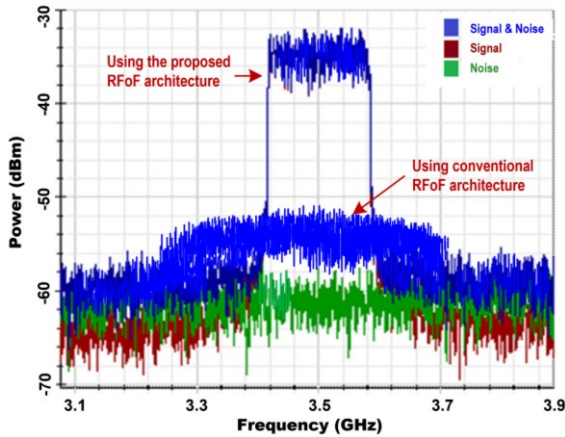 -30
-40
-50
-60
-70
Power (dBm)
Signal & Noise
Signal
Noise
Using the proposed
RFoF architecture
Using conventional
RFoF architecture
3.1
3.3
3.5
3.7
3.9
Frequency (GHz)